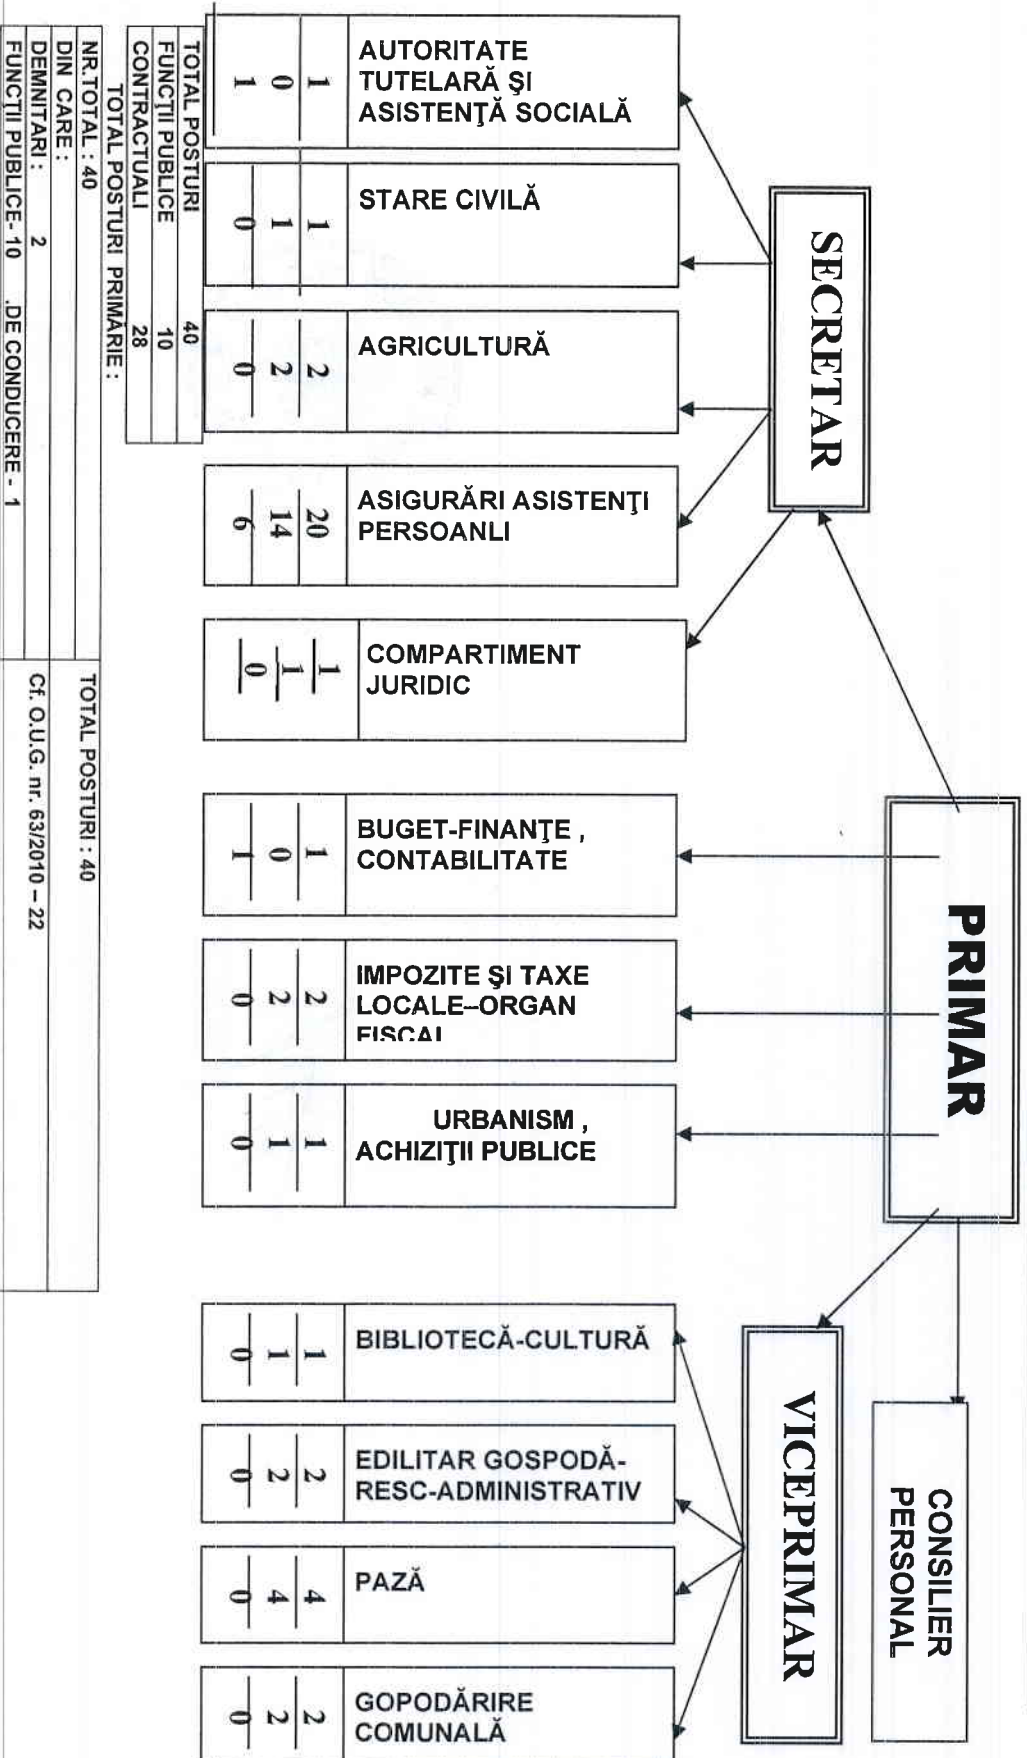 PRIMAR
CONSILIER
PERSONAL
SECRETAR
VICEPRIMAR
AUTORITATE
TUTELARĂ ŞI
ASISTENŢĂ SOCIALĂ
1
0
1
STARE CIVILĂ
1
1
0
AGRICULTURĂ
2
2
0
ASIGURĂRI ASISTENŢI
PERSOANLI
20
14
6
COMPARTIMENT
JURIDIC
1
1
0
BUGET-FINANŢE ,
CONTABILITATE
1
0
1
IMPOZITE ŞI TAXE
LOCALE–ORGAN
FISCAL
2
2
0
URBANISM ,
ACHIZIŢII PUBLICE
1
1
0
BIBLIOTECĂ-CULTURĂ
1
1
0
EDILITAR GOSPODĂ-
RESC-ADMINISTRATIV
2
2
0
PAZĂ
4
4
0
GOPODĂRIRE
COMUNALĂ
2
2
0
TOTAL POSTURI 40
FUNCŢII PUBLICE 10
CONTRACTUALI 28
TOTAL POSTURI PRIMĂRIE :
NR.TOTAL : 40
DIN CARE :
DEMNITARI : 2
FUNCŢII PUBLICE- 10 .DE CONDUCERE - 1
TOTAL POSTURI : 40
Cf. O.U.G. nr. 63/2010 – 22